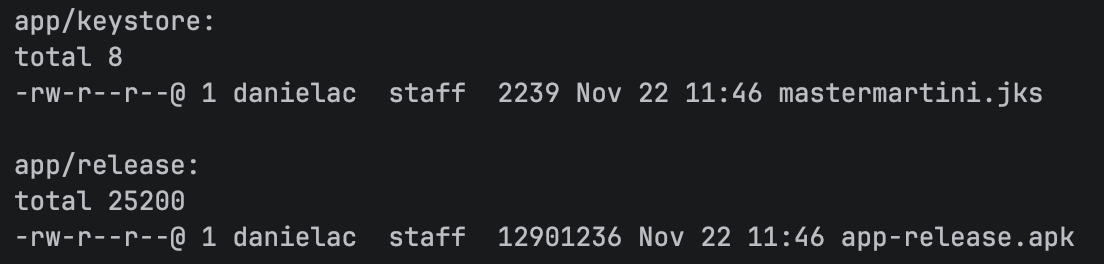 app/keystore:
total 8
-rw-r--r--@ 1 danielac  staff  2239 Nov 22 11:46 mastermartini.jks

app/release:
total 25200
-rw-r--r--@ 1 danielac  staff  12901236 Nov 22 11:46 app-release.apk